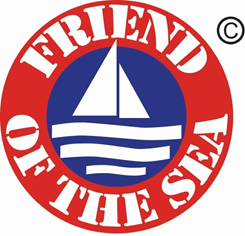 FRIEND
OF THE SEA
©